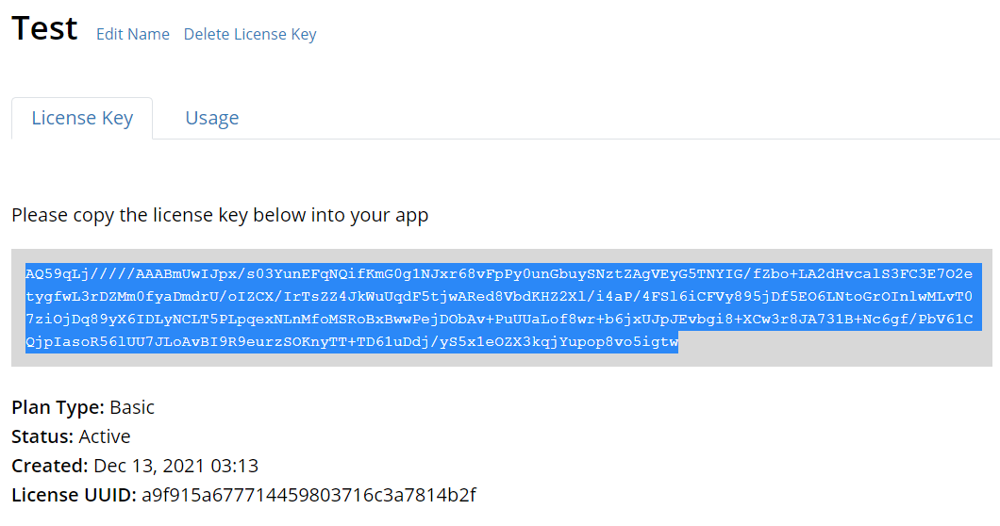 Test Edit Name Delete License Key
License Key Usage
Please copy the license key below into your app
AQ59qLj/////AAABmUwIJpx/s03YunEFqNQifKmG0g1NJxr68vFpPy0unGbuySNztZAgVEyG5TNYIG/fZbo+LA2dHvcalS3FC3E7O2e
tygfwL3rDZMm0fyaDmdrU/oIZCX/IrTsZZ4JkWuUqdF5tjwARed8VbdKHZ2Xl/i4aP/4FSl6iCFVy895jDf5EO6LNtoGrOInlwMLvT0
7ziOjDq89yX6IDLyNCLT5PLpqexNLnMfoMSRoBxBwwPejDObAv+PuUUaLof8wr+b6jxUJpJEvbgi8+XCw3r8JA731B+Nc6gf/PbV61C
QjpIasoR56lUU7JLoAvBI9R9eurzSOKnyTT+TD61uDdj/yS5x1eOZX3kqjYupop8vo5igtw
Plan Type: Basic
Status: Active
Created: Dec 13, 2021 03:13
License UUID: a9f915a677714459803716c3a7814b2f